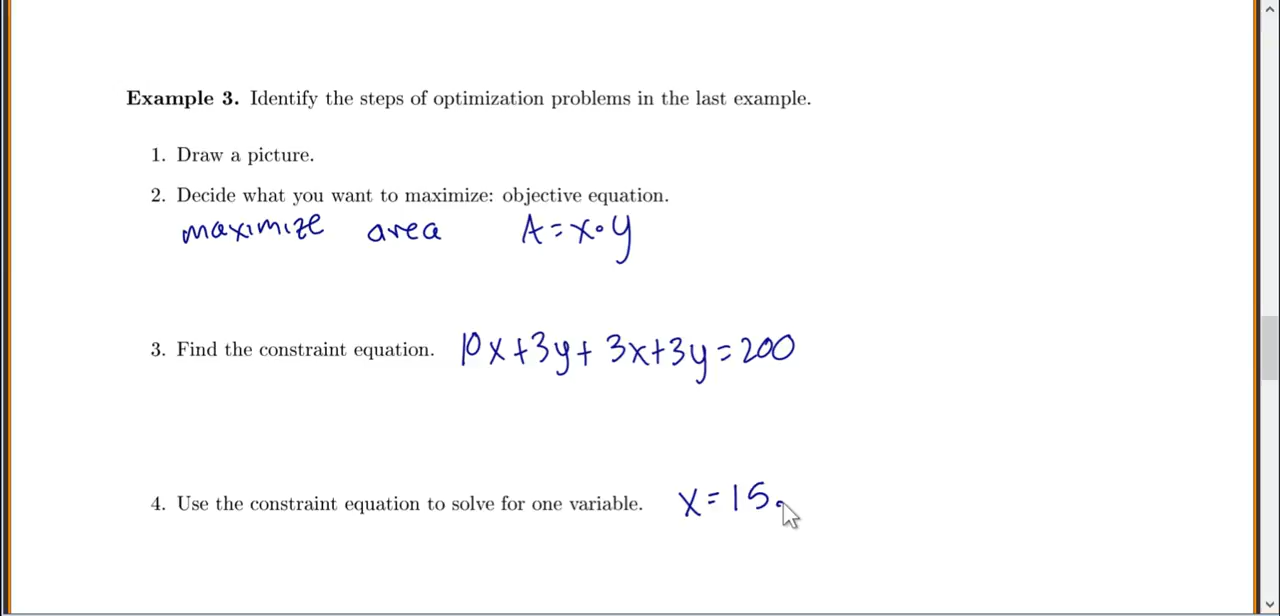 Example 3. Identify the steps of optimization problems in the last example.
1. Draw a picture.
2. Decide what you want to maximize: objective equation.
maximize area A=x•y
3. Find the constraint equation. 10x+3y+3x+3y=200
4. Use the constraint equation to solve for one variable. x=15.